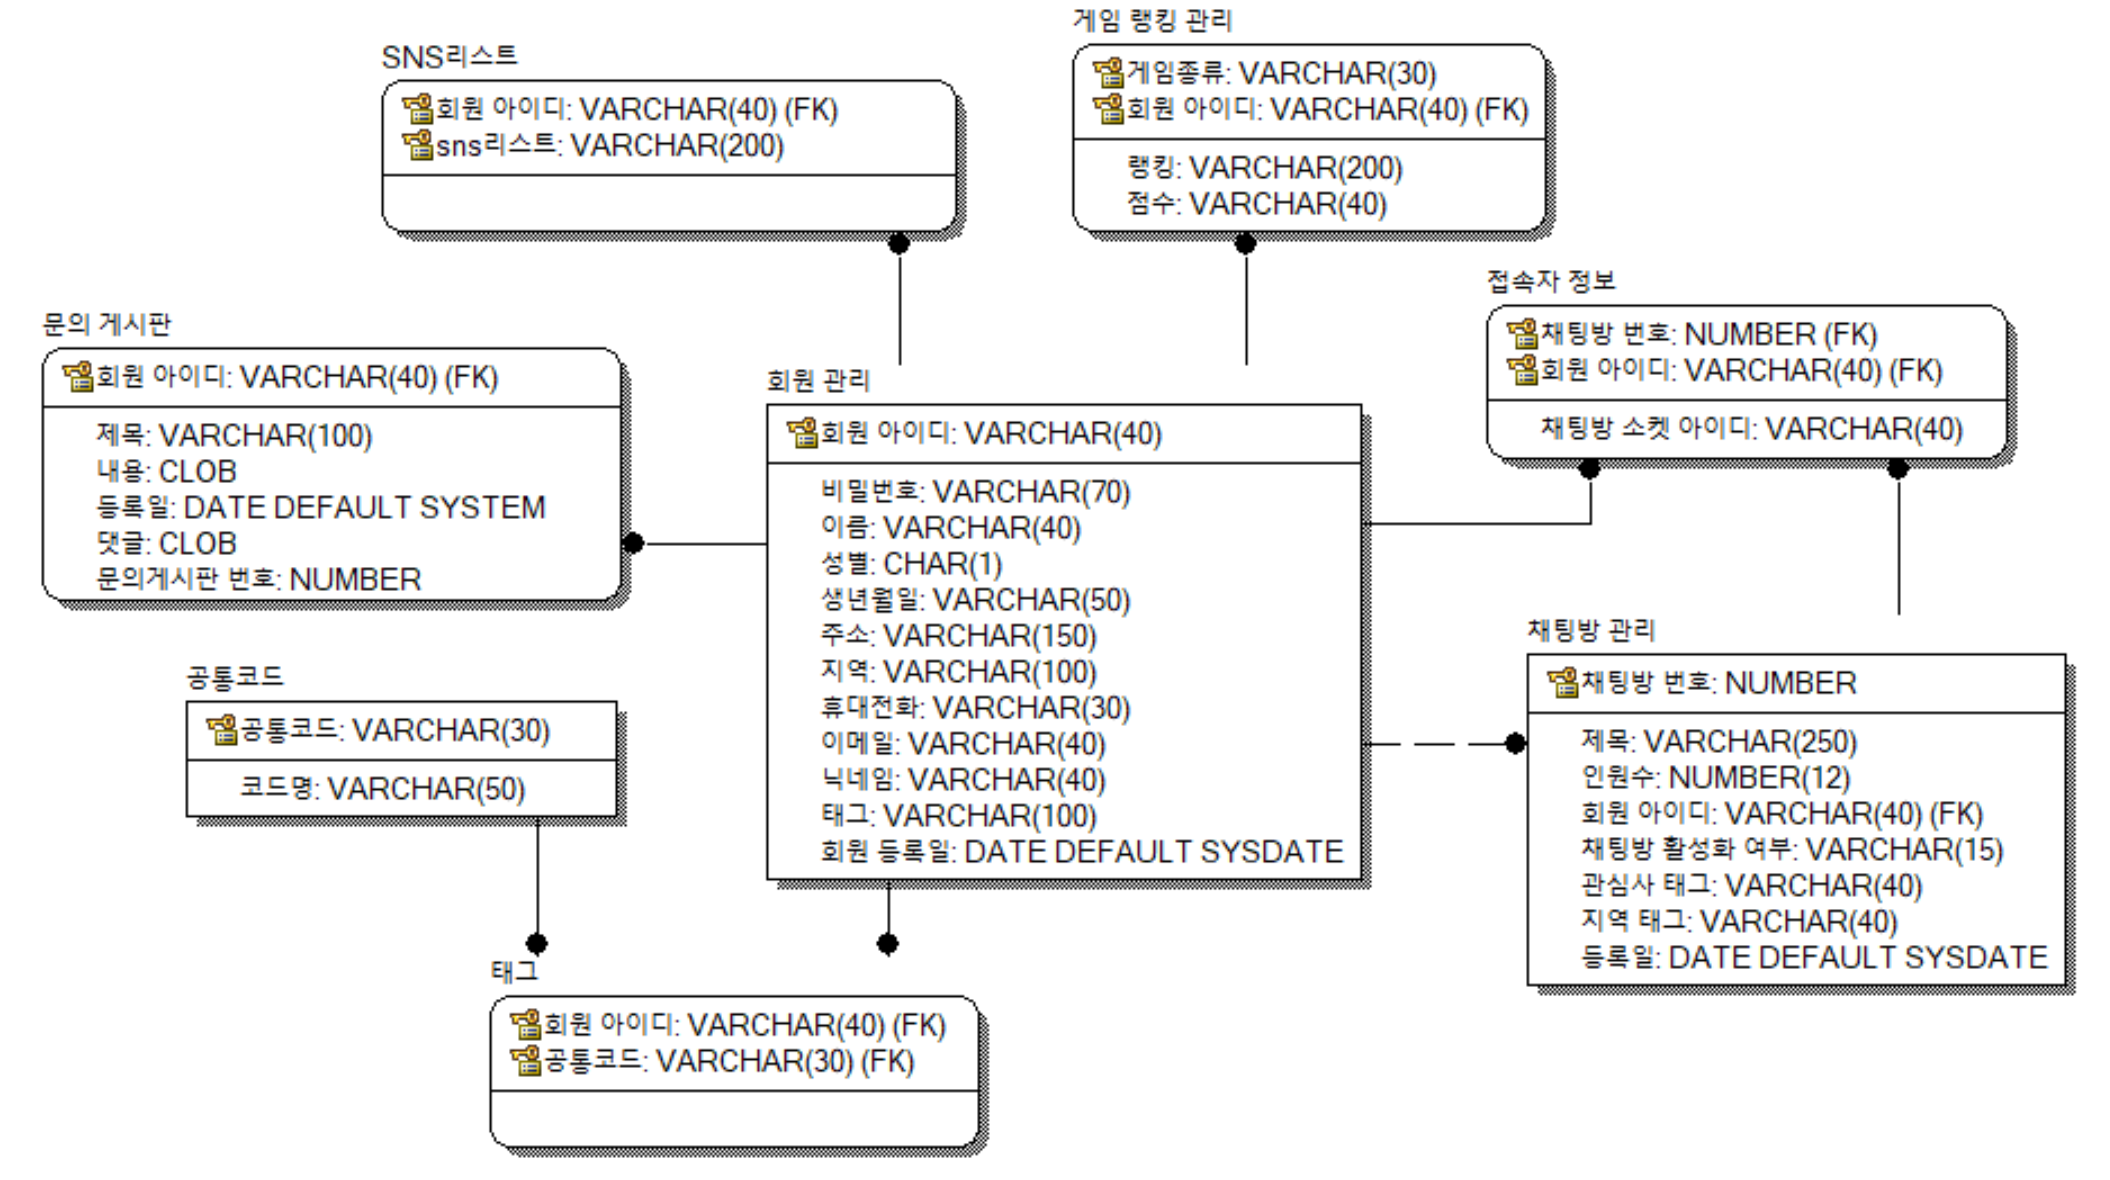 게임 랭킹 관리
게임종류: VARCHAR(30)
회원 아이디: VARCHAR(40) (FK)
랭킹: VARCHAR(200)
점수: VARCHAR(40)
SNS리스트
회원 아이디: VARCHAR(40) (FK)
sns리스트: VARCHAR(200)
접속자 정보
채팅방 번호: NUMBER (FK)
회원 아이디: VARCHAR(40) (FK)
채팅방 소켓 아이디: VARCHAR(40)
문의 게시판
회원 아이디: VARCHAR(40) (FK)
제목: VARCHAR(100)
내용: CLOB
등록일: DATE DEFAULT SYSTEM
댓글: CLOB
문의게시판 번호: NUMBER
회원 관리
회원 아이디: VARCHAR(40)
비밀번호: VARCHAR(70)
이름: VARCHAR(40)
성별: CHAR(1)
생년월일: VARCHAR(50)
주소: VARCHAR(150)
지역: VARCHAR(100)
휴대전화: VARCHAR(30)
이메일: VARCHAR(40)
닉네임: VARCHAR(40)
태그: VARCHAR(100)
회원 등록일: DATE DEFAULT SYSDATE
채팅방 관리
채팅방 번호: NUMBER
제목: VARCHAR(250)
인원수: NUMBER(12)
회원 아이디: VARCHAR(40) (FK)
채팅방 활성화 여부: VARCHAR(15)
관심사 태그: VARCHAR(40)
지역 태그: VARCHAR(40)
등록일: DATE DEFAULT SYSDATE
공통코드
공통코드: VARCHAR(30)
코드명: VARCHAR(50)
태그
회원 아이디: VARCHAR(40) (FK)
공통코드: VARCHAR(30) (FK)